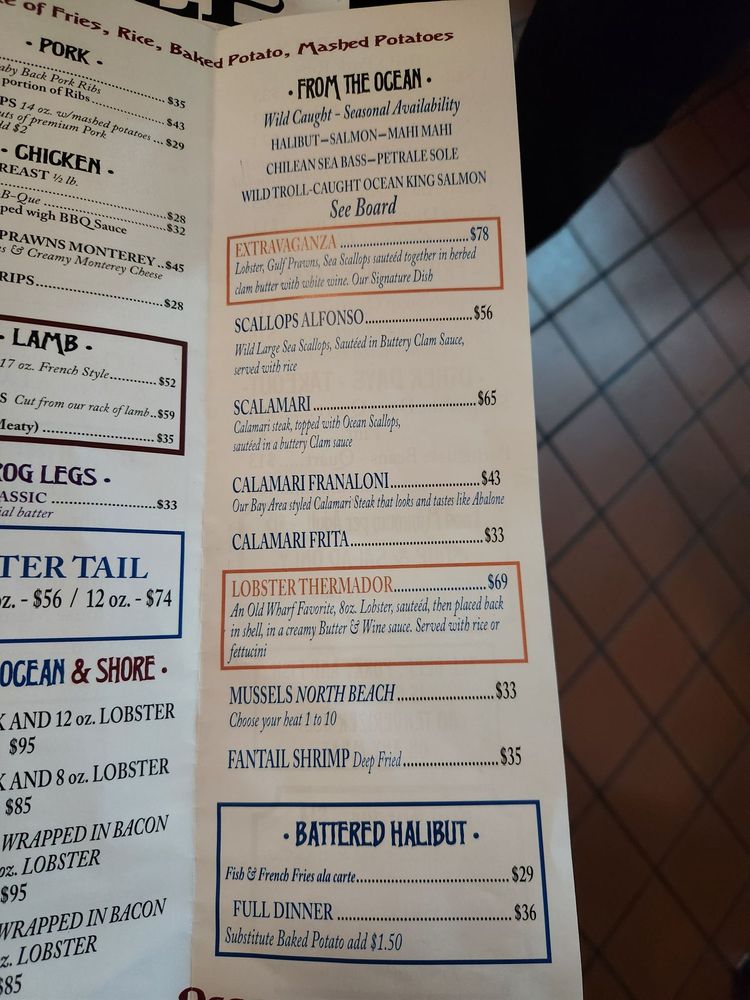 of Fries, Rice, Baked Potato, Mashed Potatoes
· PORK ·
aby Back Pork Ribs
portion of Ribs..... $35
$43
PS 14 oz. w/mashed potatoes ... $29
uts of premium Pork
dd $2
· CHICKEN ·
REAST ½ lb.
$28
B-Que
ped wigh BBQ Sauce ..... $32
PRAWNS MONTEREY .. $45
s & Creamy Monterey Cheese
RIPS..... $28
· LAMB ·
17 oz. French Style..... $52
S Cut from our rack of lamb.. $59
Meaty) ..... $35
OG LEGS ·
ASSIC ..... $33
ial batter
TER TAIL
oz. - $56 / 12 oz. - $74
OCEAN & SHORE ·
K AND 12 oz. LOBSTER
$95
K AND 8 oz. LOBSTER
$85
WRAPPED IN BACON
oz. LOBSTER
$95
WRAPPED IN BACON
z. LOBSTER
$85
· FROM THE OCEAN ·
Wild Caught - Seasonal Availability
HALIBUT—SALMON—MAHI MAHI
CHILEAN SEA BASS—PETRALE SOLE
WILD TROLL-CAUGHT OCEAN KING SALMON
See Board
EXTRAVAGANZA ..... $78
Lobster, Gulf Prawns, Sea Scallops sauteéd together in herbed
clam butter with white wine. Our Signature Dish
SCALLOPS ALFONSO..... $56
Wild Large Sea Scallops, Sautéed in Buttery Clam Sauce,
served with rice
SCALAMARI ..... $65
Calamari steak, topped with Ocean Scallops,
sautéed in a buttery Clam sauce
CALAMARI FRANALONI..... $43
Our Bay Area styled Calamari Steak that looks and tastes like Abalone
CALAMARI FRITA..... $33
LOBSTER THERMADOR..... $69
An Old Wharf Favorite, 8oz. Lobster, sauteéd, then placed back
in shell, in a creamy Butter & Wine sauce. Served with rice or
fettucini
MUSSELS NORTH BEACH ..... $33
Choose your heat 1 to 10
FANTAIL SHRIMP Deep Fried..... $35
· BATTERED HALIBUT ·
Fish & French Fries ala carte..... $29
FULL DINNER ..... $36
Substitute Baked Potato add $1.50